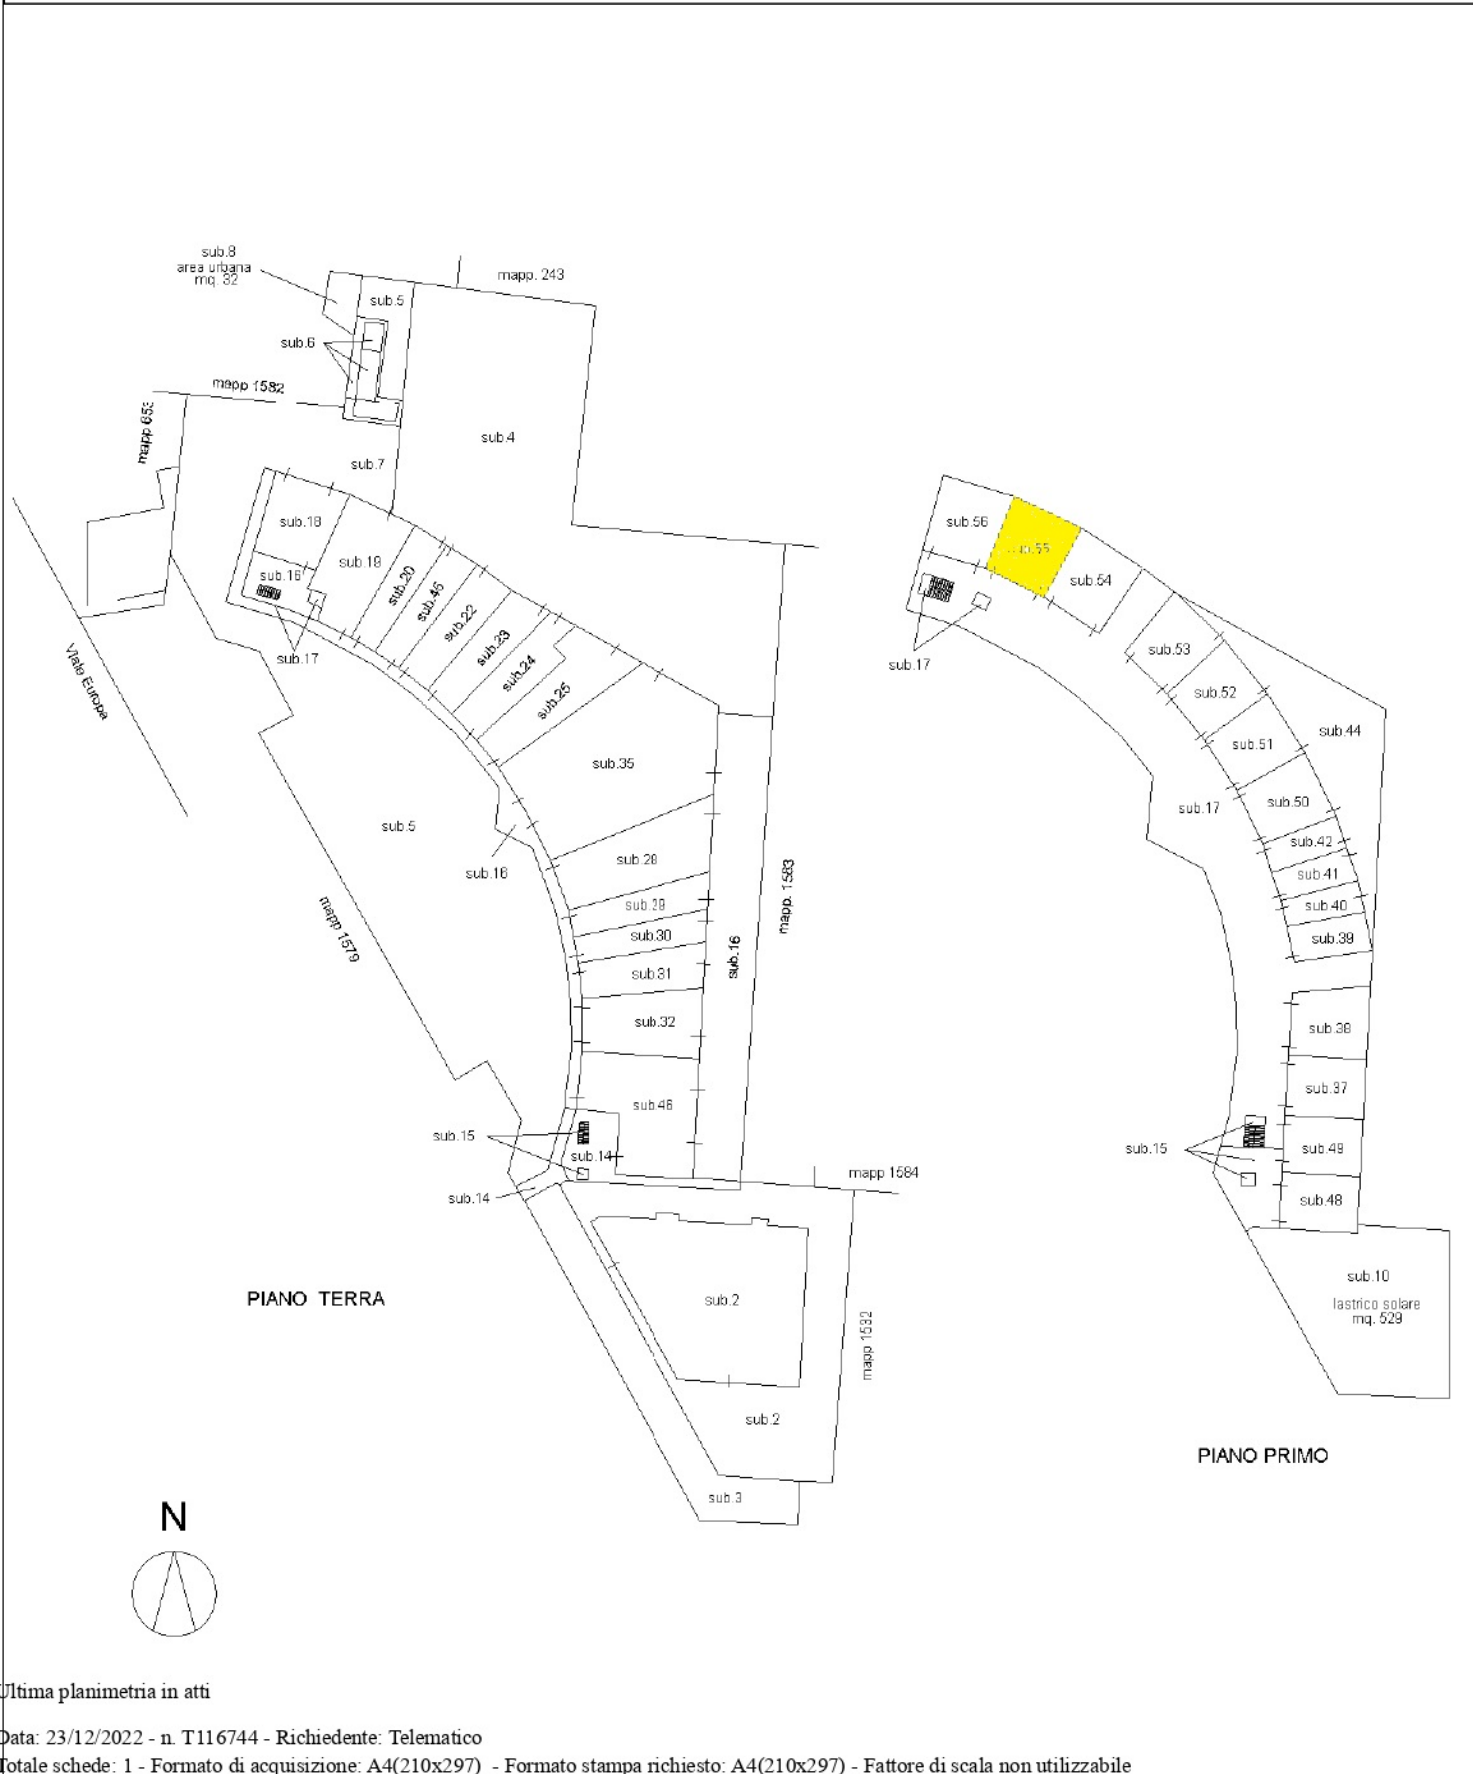 sub.8
area urbana
mq. 32
mapp. 243
sub.5
sub.6
mapp 1582
mapp 653
sub.4
sub.7
sub.18
sub.19
sub.16
sub.20
sub.45
sub.22
sub.23
sub.24
sub.25
sub.17
Viale Europa
sub.35
sub.5
sub.16
sub.28
sub.29
sub.30
sub.31
sub.32
sub.46
sub.16
mapp. 1583
mapp 1579
sub.15
sub.14
sub.14
mapp 1584
sub.2
mapp 1532
sub.2
sub.3
PIANO TERRA
sub.56
sub.55
sub.54
sub.17
sub.53
sub.52
sub.51
sub.44
sub.50
sub.17
sub.42
sub.41
sub.40
sub.39
sub.38
sub.37
sub.15
sub.49
sub.48
sub.10
lastrico solare
mq. 529
PIANO PRIMO
N
Ultima planimetria in atti
Data: 23/12/2022 - n. T116744 - Richiedente: Telematico
Totale schede: 1 - Formato di acquisizione: A4(210x297) - Formato stampa richiesto: A4(210x297) - Fattore di scala non utilizzabile